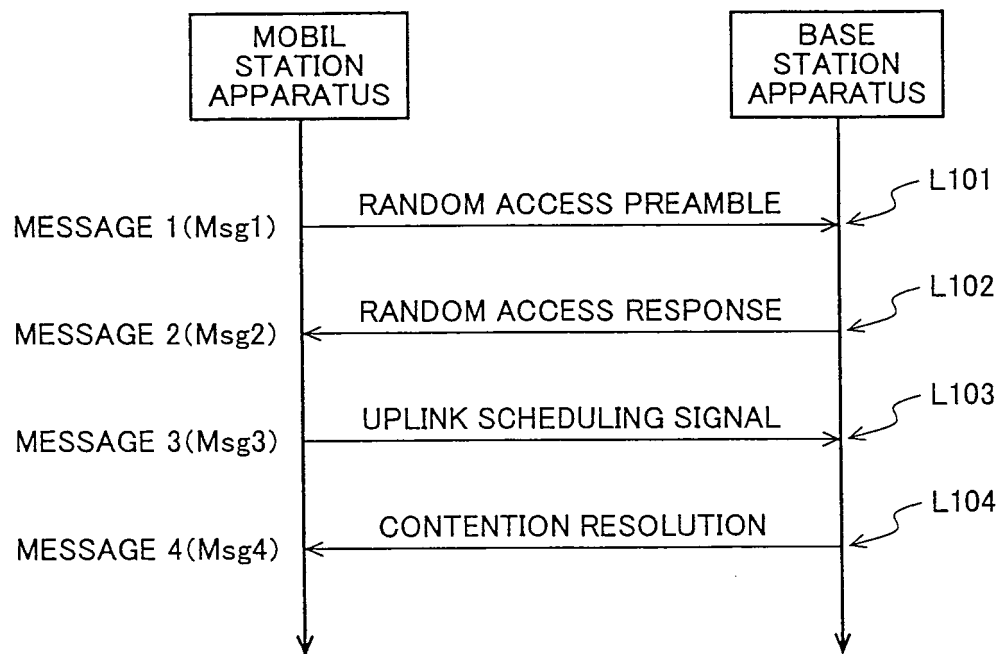 MOBIL
STATION
APPARATUS
BASE
STATION
APPARATUS
L101
RANDOM ACCESS PREAMBLE
MESSAGE 1(Msg1)
L102
RANDOM ACCESS RESPONSE
MESSAGE 2(Msg2)
L103
UPLINK SCHEDULING SIGNAL
MESSAGE 3(Msg3)
L104
CONTENTION RESOLUTION
MESSAGE 4(Msg4)